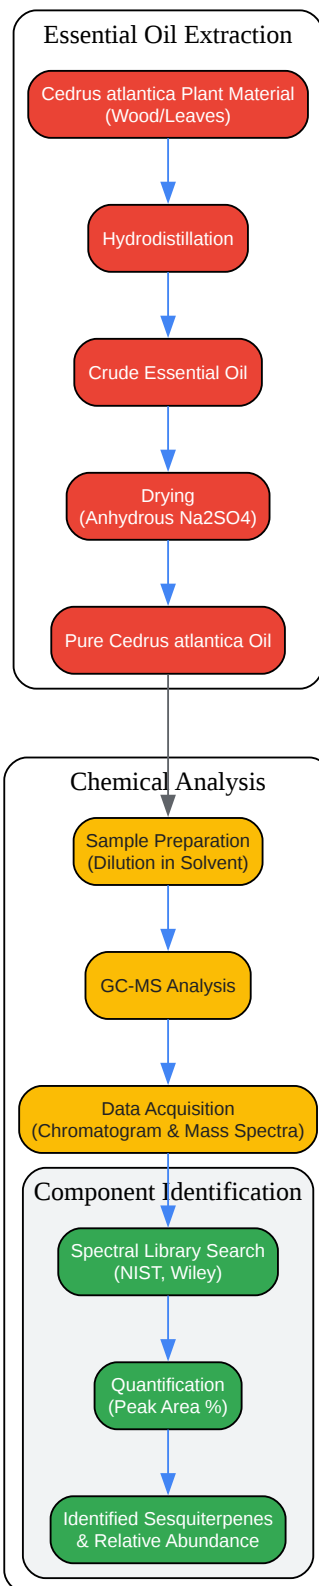 Essential Oil Extraction
Cedrus atlantica Plant Material
(Wood/Leaves)
Hydrodistillation
Crude Essential Oil
Drying
(Anhydrous Na2SO4)
Pure Cedrus atlantica Oil
Chemical Analysis
Sample Preparation
(Dilution in Solvent)
GC-MS Analysis
Data Acquisition
(Chromatogram & Mass Spectra)
Component Identification
Spectral Library Search
(NIST, Wiley)
Quantification
(Peak Area %)
Identified Sesquiterpenes
& Relative Abundance